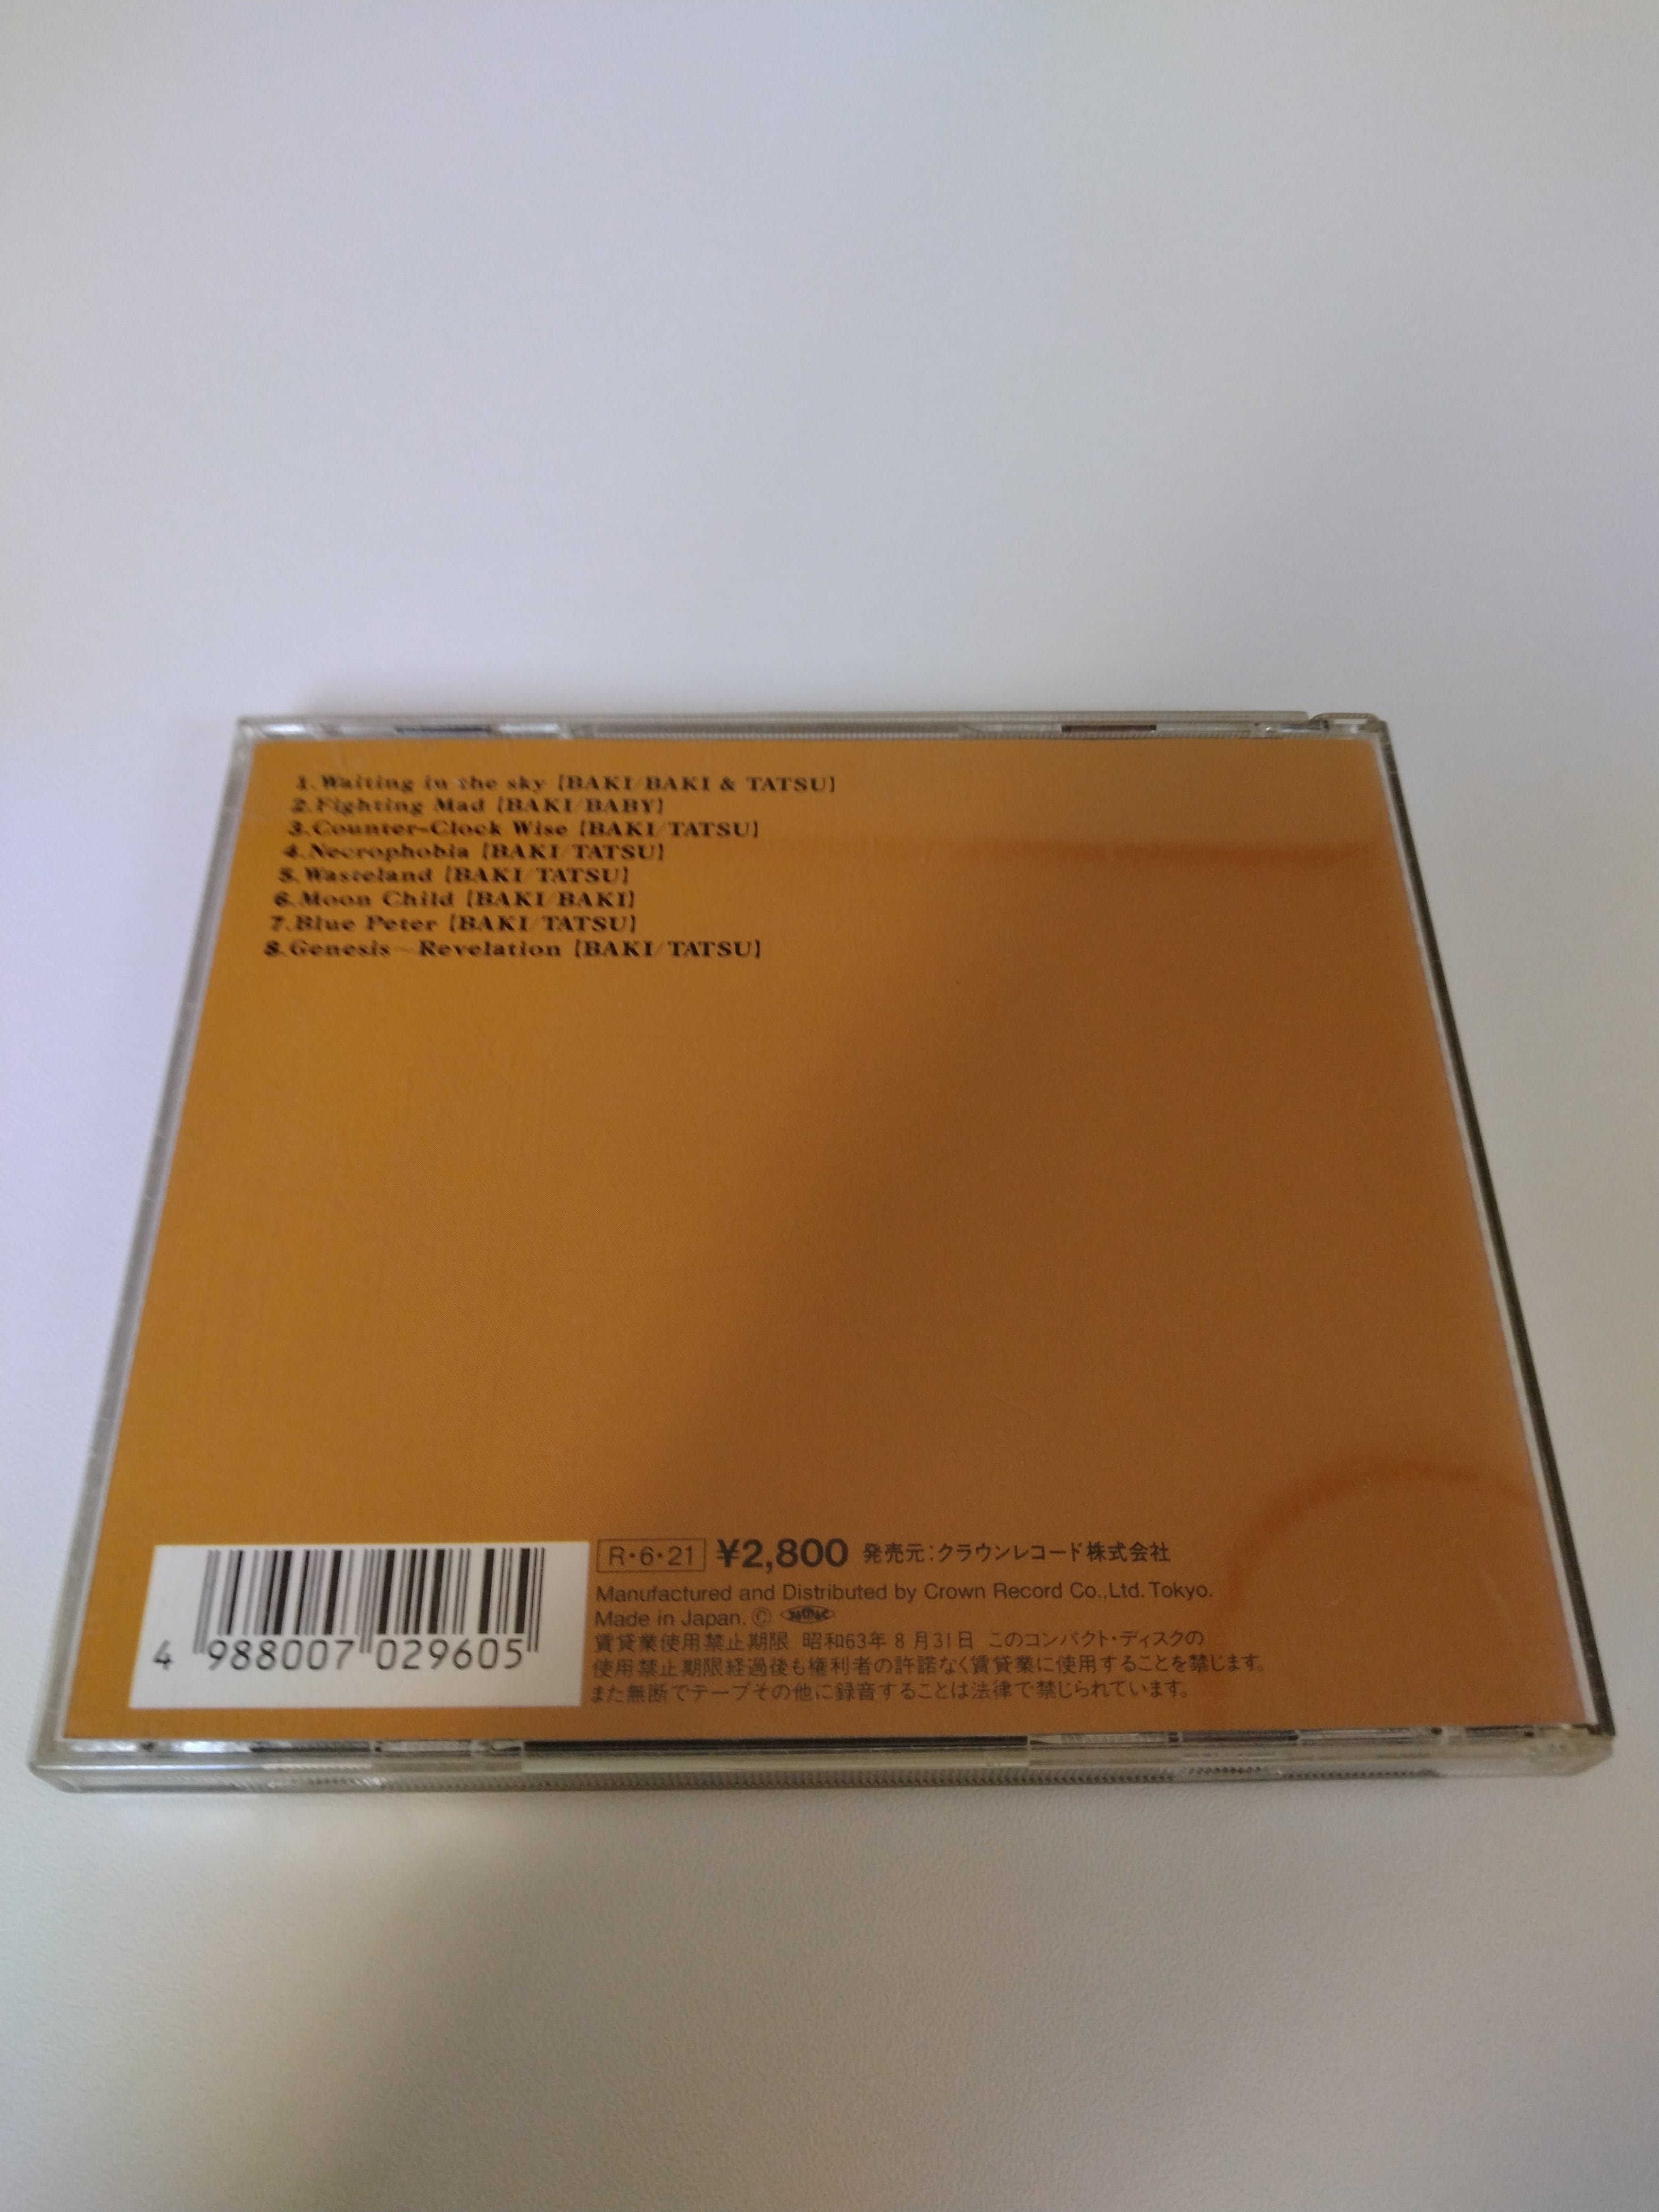 1.Waiting in the sky [BAKI/BAKI & TATSU]
2.Fighting Mad [BAKI/BABY]
3.Counter-Clock Wise [BAKI/TATSU]
4.Necrophobia [BAKI/TATSU]
5.Wasteland [BAKI/TATSU]
6.Moon Child [BAKI/BAKI]
7.Blue Peter [BAKI/TATSU]
8.Genesis~Revelation [BAKI/TATSU]
R・6・21 ¥2,800 発売元:クラウンレコード株式会社
Manufactured and Distributed by Crown Record Co.,Ltd. Tokyo.
Made in Japan. Ⓒ
賃貸業使用禁止期限 昭和63年8月31日 このコンパクト・ディスクの
使用禁止期限経過後も権利者の許諾なく賃貸業に使用することを禁じます。
また無断でテープその他に録音することは法律で禁じられています。
4 988007 029605